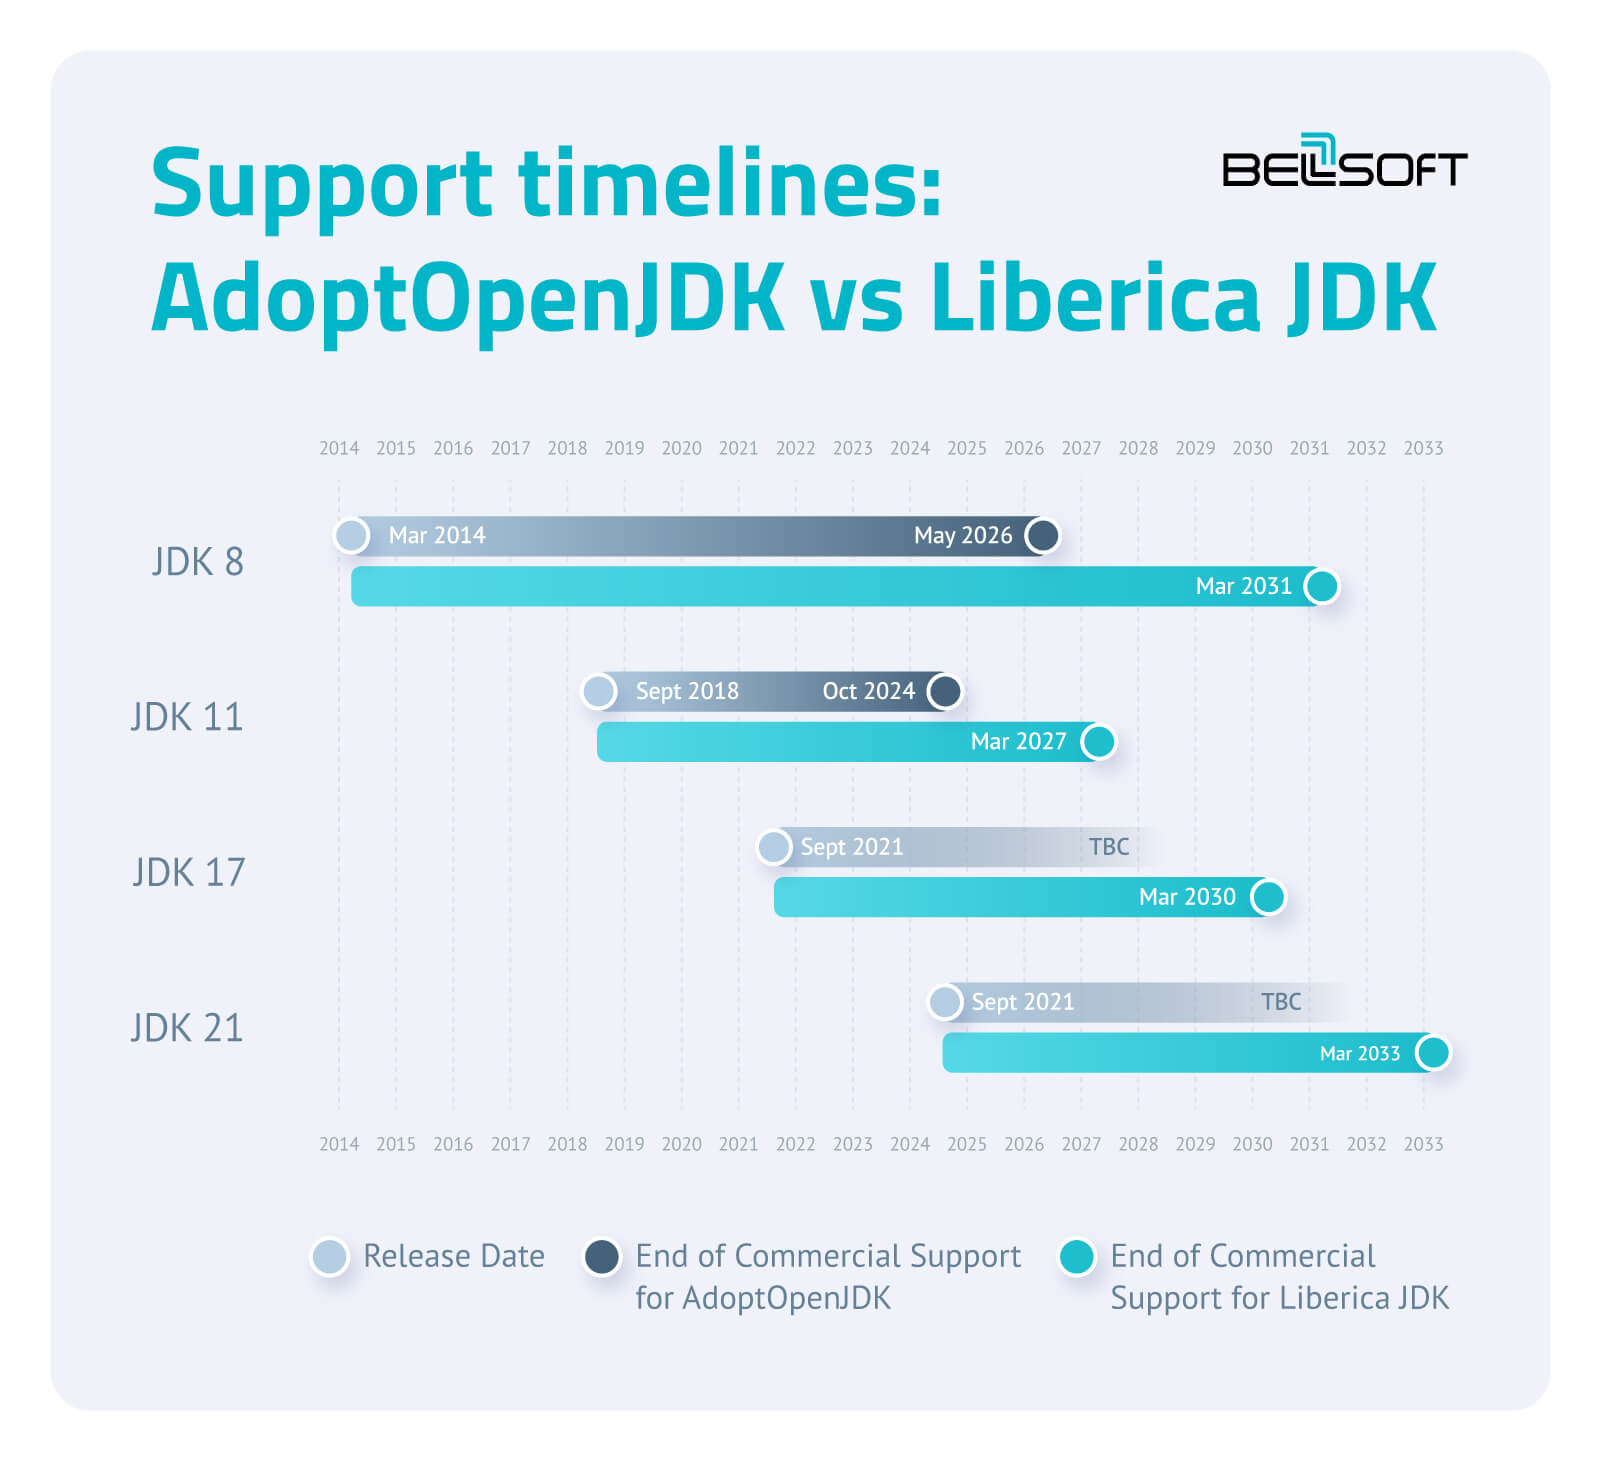 Support timelines:
BELLSOFT
AdoptOpenJDK vs Liberica JDK
2014 2015 2016 2017 2018 2019 2020 2021 2022 2023 2024 2025 2026 2027 2028 2029 2030 2031 2032 2033
JDK 8
Mar 2014 May 2026
Mar 2031
JDK 11
Sept 2018 Oct 2024
Mar 2027
JDK 17
Sept 2021 TBC
Mar 2030
JDK 21
Sept 2021 TBC
Mar 2033
2014 2015 2016 2017 2018 2019 2020 2021 2022 2023 2024 2025 2026 2027 2028 2029 2030 2031 2032 2033
Release Date
End of Commercial Support
for AdoptOpenJDK
End of Commercial
Support for Liberica JDK